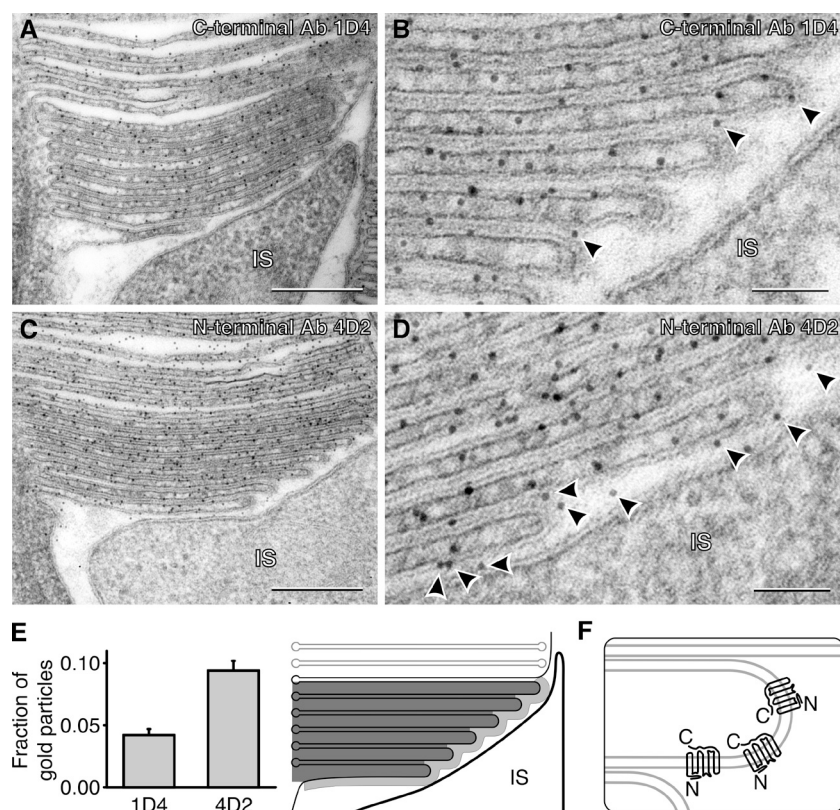 A
C-terminal Ab 1D4
IS
B
C-terminal Ab 1D4
IS
C
N-terminal Ab 4D2
IS
D
N-terminal Ab 4D2
IS
E
Fraction of
gold particles
0.10
0.05
0.00
1D4
4D2
IS
F
C
N
C
N
C
N